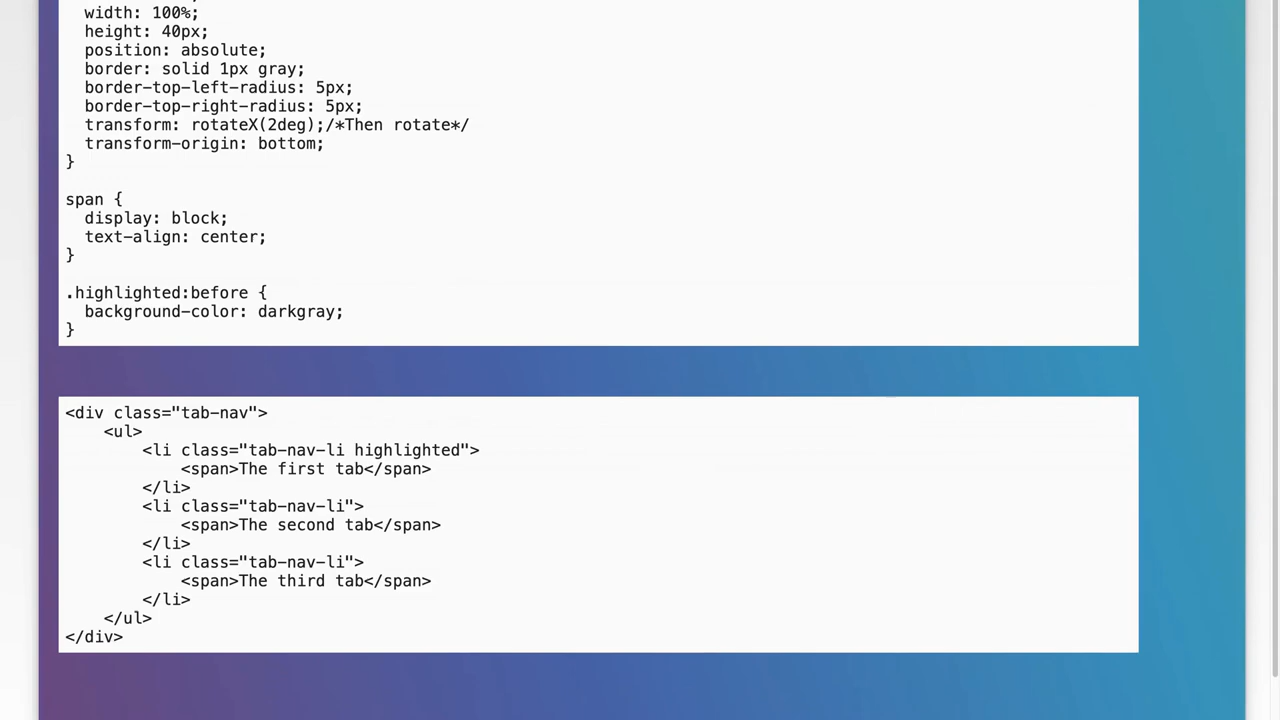 width: 100%;
height: 40px;
position: absolute;
border: solid 1px gray;
border-top-left-radius: 5px;
border-top-right-radius: 5px;
transform: rotateX(2deg);/*Then rotate*/
transform-origin: bottom;
}
span {
display: block;
text-align: center;
}
.highlighted:before {
background-color: darkgray;
}
<div class="tab-nav">
<ul>
<li class="tab-nav-li highlighted">
<span>The first tab</span>
</li>
<li class="tab-nav-li">
<span>The second tab</span>
</li>
<li class="tab-nav-li">
<span>The third tab</span>
</li>
</ul>
</div>